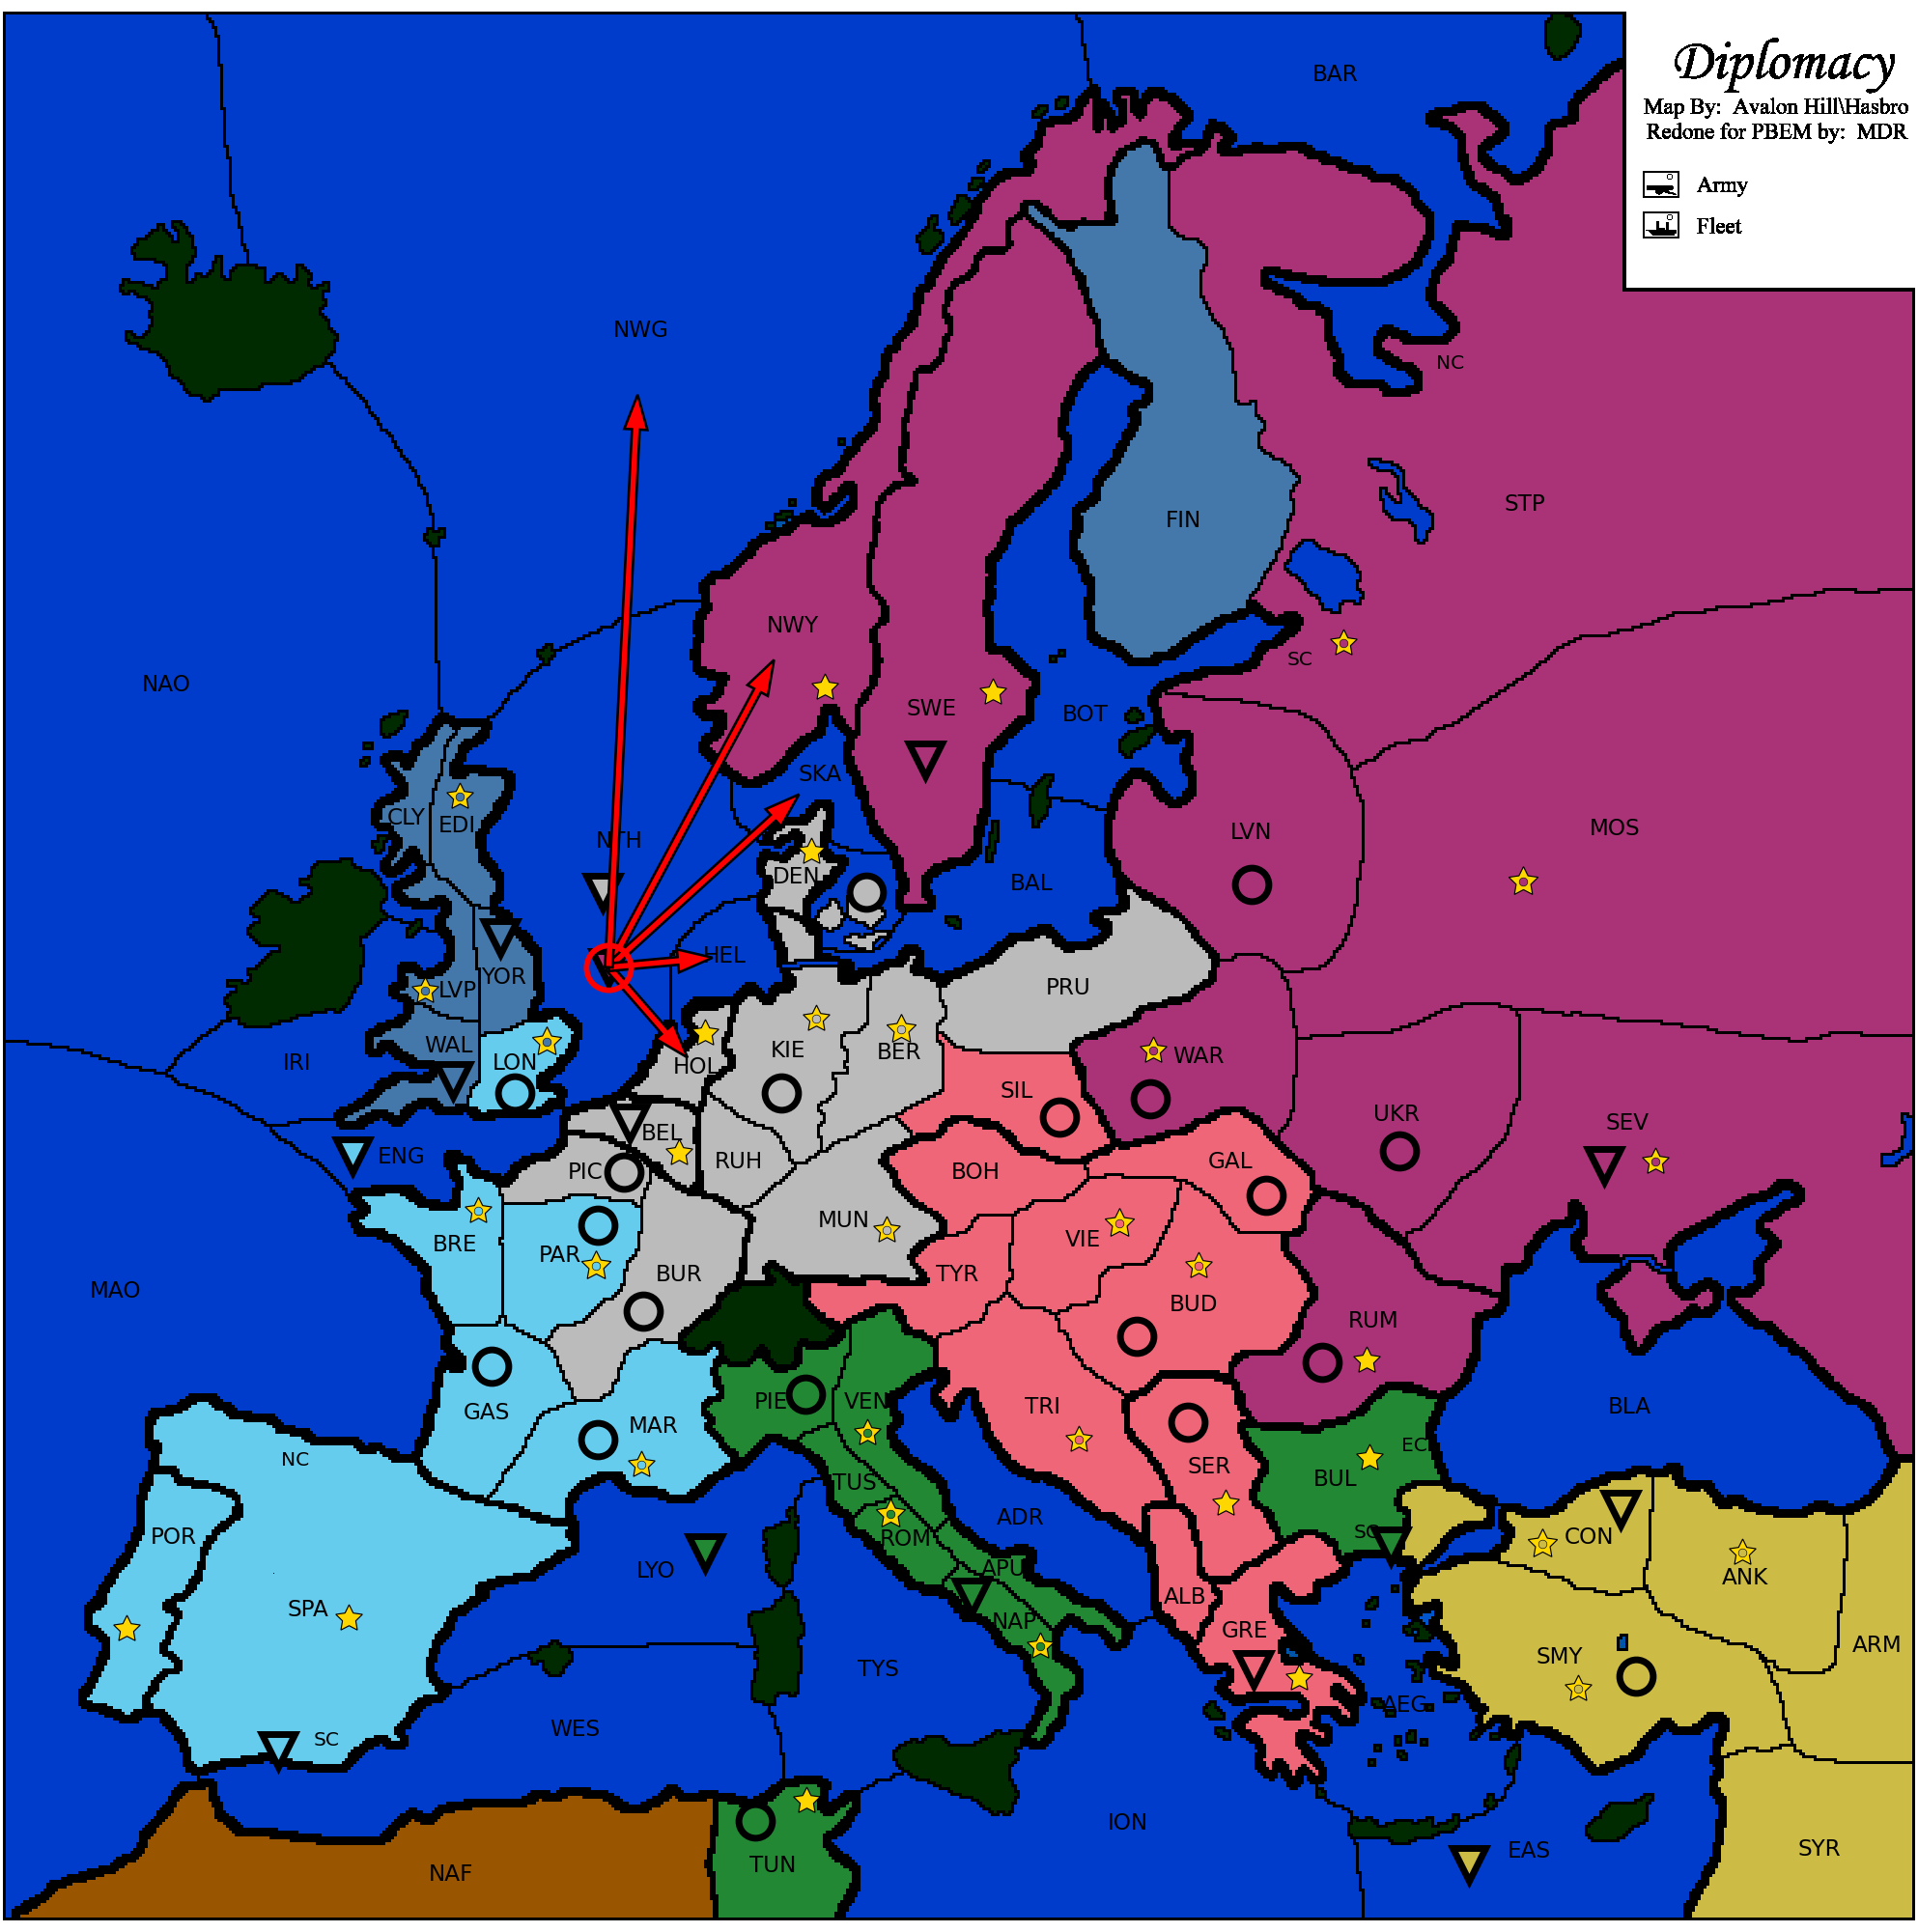 Diplomacy
Map By: Avalon Hill\Hasbro
Redone for PBEM by: MDR
Army
Fleet
BAR
NWG
NC
STP
FIN
NWY
SC
NAO
SWE
BOT
SKA
CLY
EDI
NTH
LVN
MOS
DEN
BAL
HEL
YOR
LVP
PRU
WAL
LON
IRI
HOL
KIE
BER
WAR
SIL
UKR
SEV
ENG
BEL
PIC
RUH
BOH
GAL
MUN
BRE
PAR
VIE
BUR
TYR
MAO
BUD
RUM
PIE
VEN
TRI
BLA
GAS
MAR
EC
NC
SER
BUL
TUS
POR
ADR
SC
CON
ROM
LYO
APU
ANK
SPA
ALB
NAP
GRE
ARM
SMY
TYS
AEG
WES
SC
ION
EAS
SYR
TUN
NAF